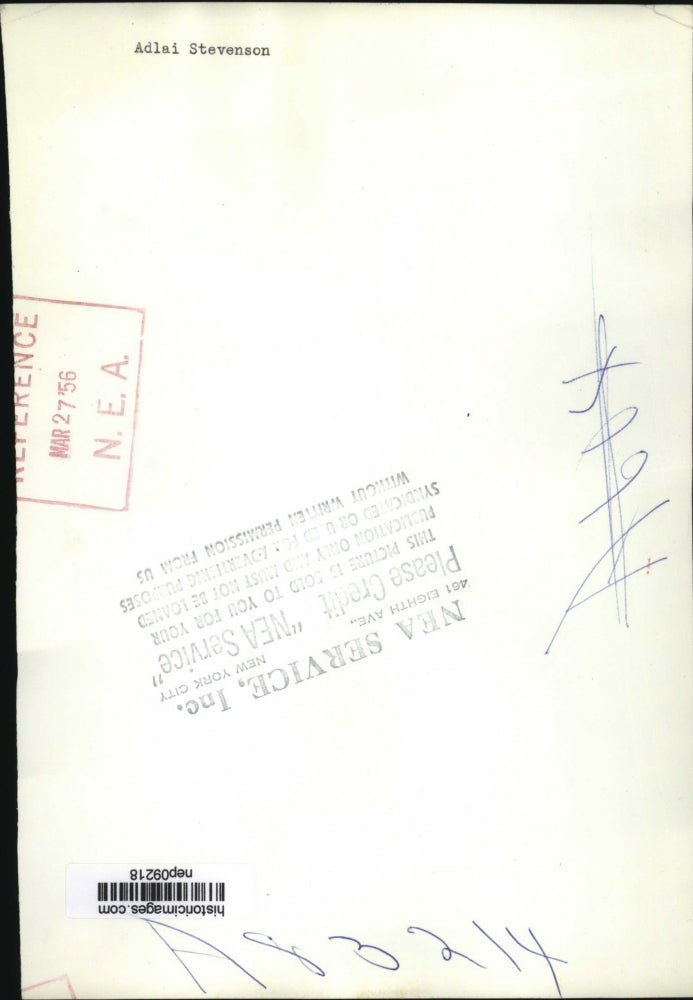 Adlai Stevenson
REFERENCE
MAR 27 '56
N. E. A.
NEA SERVICE, Inc.
461 EIGHTH AVE., NEW YORK CITY
Please Credit "NEA Service"
THIS PICTURE IS SOLD TO YOU FOR YOUR
PUBLICATION ONLY AND MUST NOT BE LOANED
SYNDICATED OR USED FOR ADVERTISING PURPOSES
WITHOUT WRITTEN PERMISSION FROM US
historicimages.com
nep09218
A83214